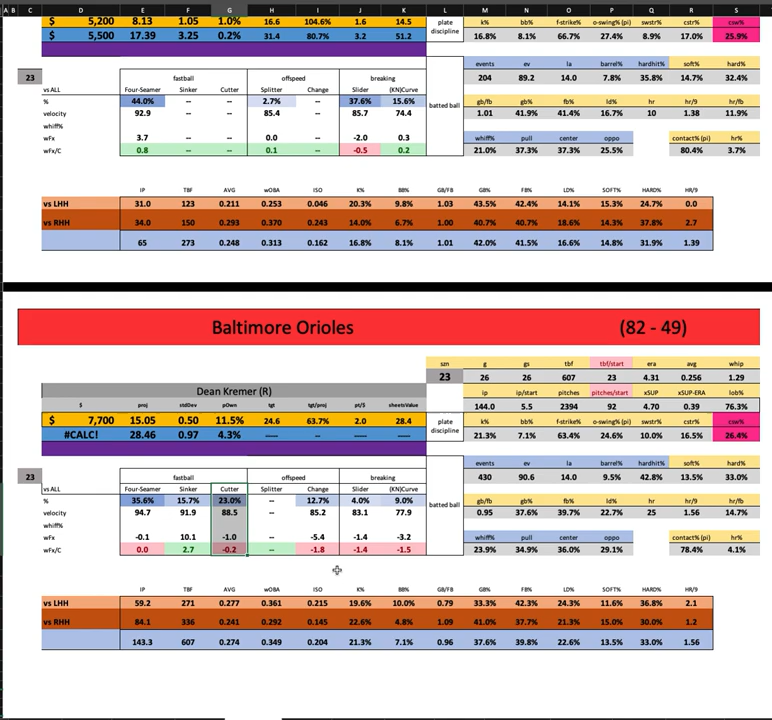 A B C D E F G H I J K L M N O P Q R S
$ 5,200 8.13 1.05 1.0% 16.6 104.6% 1.6 14.5 plate k% bb% f-strike% o-swing% (pi) swstr% cstr% csw%
$ 5,500 17.39 3.25 0.2% 31.4 80.7% 3.2 51.2 discipline 16.8% 8.1% 66.7% 27.4% 8.9% 17.0% 25.9%
events ev la barrel% hardhit% soft% hard%
23 fastball offspeed breaking 204 89.2 14.0 7.8% 35.8% 14.7% 32.4%
vs ALL Four-Seamer Sinker Cutter Splitter Change Slider (KN)Curve
% 44.0% -- -- 2.7% -- 37.6% 15.6% batted ball gb/fb gb% fb% ld% hr hr/9 hr/fb
velocity 92.9 -- -- 85.4 -- 85.7 74.4 1.01 41.9% 41.4% 16.7% 10 1.38 11.9%
whiff%
wFx 3.7 -- -- 0.0 -- -2.0 0.3 whiff% pull center oppo contact% (pi) hr%
wFx/C 0.8 -- -- 0.1 -- -0.5 0.2 21.0% 37.3% 37.3% 25.5% 80.4% 3.7%
IP TBF AVG wOBA ISO K% BB% GB/FB GB% FB% LD% SOFT% HARD% HR/9
vs LHH 31.0 123 0.211 0.253 0.046 20.3% 9.8% 1.03 43.5% 42.4% 14.1% 15.3% 24.7% 0.0
vs RHH 34.0 150 0.293 0.370 0.243 14.0% 6.7% 1.00 40.7% 40.7% 18.6% 14.3% 37.8% 2.7
65 273 0.248 0.313 0.162 16.8% 8.1% 1.01 42.0% 41.5% 16.6% 14.8% 31.9% 1.39
Baltimore Orioles (82 - 49)
szn g gs tbf tbf/start era avg whip
23 26 26 607 23 4.31 0.256 1.29
Dean Kremer (R) ip ip/start pitches pitches/start xSUP xSUP-ERA lob%
$ proj stdDev pOwn tgt tgt/proj pt/$ sheetsValue 144.0 5.5 2394 92 4.70 0.39 76.3%
$ 7,700 15.05 0.50 11.5% 24.6 63.7% 2.0 28.4 plate k% bb% f-strike% o-swing% (pi) swstr% cstr% csw%
#CALC! 28.46 0.97 4.3% ---- -- --- ---- discipline 21.3% 7.1% 63.4% 24.6% 10.0% 16.5% 26.4%
events ev la barrel% hardhit% soft% hard%
23 fastball offspeed breaking 430 90.6 14.0 9.5% 42.8% 13.5% 33.0%
vs ALL Four-Seamer Sinker Cutter Splitter Change Slider (KN)Curve
% 35.6% 15.7% 23.0% -- 12.7% 4.0% 9.0% batted ball gb/fb gb% fb% ld% hr hr/9 hr/fb
velocity 94.7 91.9 88.5 -- 85.2 83.1 77.9 0.95 37.6% 39.7% 22.7% 25 1.56 14.7%
whiff%
wFx -0.1 10.1 -1.0 -- -5.4 -1.4 -3.2 whiff% pull center oppo contact% (pi) hr%
wFx/C 0.0 2.7 -0.2 -- -1.8 -1.4 -1.5 23.9% 34.9% 36.0% 29.1% 78.4% 4.1%
IP TBF AVG wOBA ISO K% BB% GB/FB GB% FB% LD% SOFT% HARD% HR/9
vs LHH 59.2 271 0.277 0.361 0.215 19.6% 10.0% 0.79 33.3% 42.3% 24.3% 11.6% 36.8% 2.1
vs RHH 84.1 336 0.241 0.292 0.145 22.6% 4.8% 1.09 41.0% 37.7% 21.3% 15.0% 30.0% 1.2
143.3 607 0.274 0.349 0.204 21.3% 7.1% 0.96 37.6% 39.8% 22.6% 13.5% 33.0% 1.56